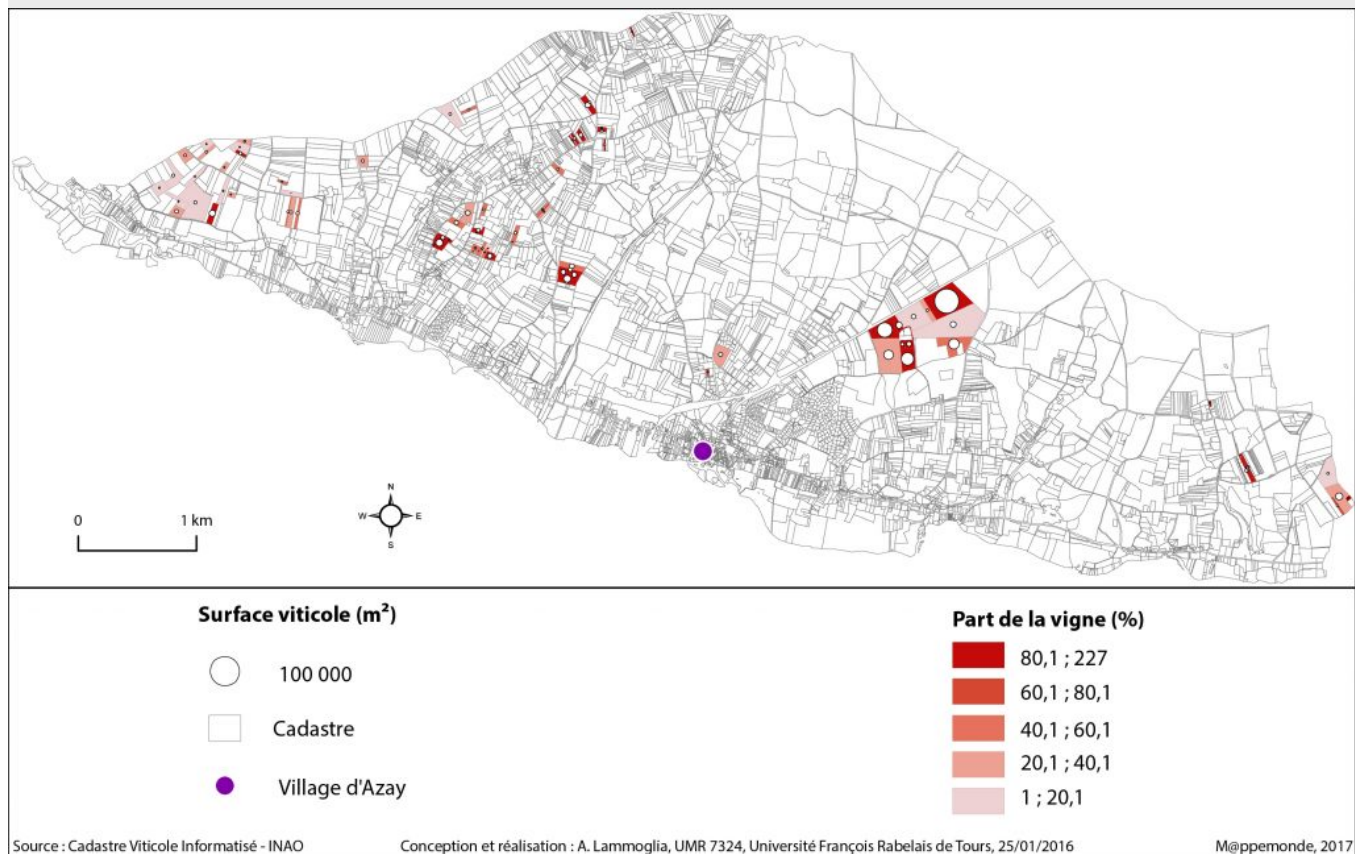 N
W E
S
0 1 km
Surface viticole (m²)
100 000
Cadastre
Village d'Azay
Part de la vigne (%)
80,1 ; 227
60,1 ; 80,1
40,1 ; 60,1
20,1 ; 40,1
1 ; 20,1
Source : Cadastre Viticole Informatisé - INAO Conception et réalisation : A. Lammoglia, UMR 7324, Université François Rabelais de Tours, 25/01/2016 M@ppemonde, 2017